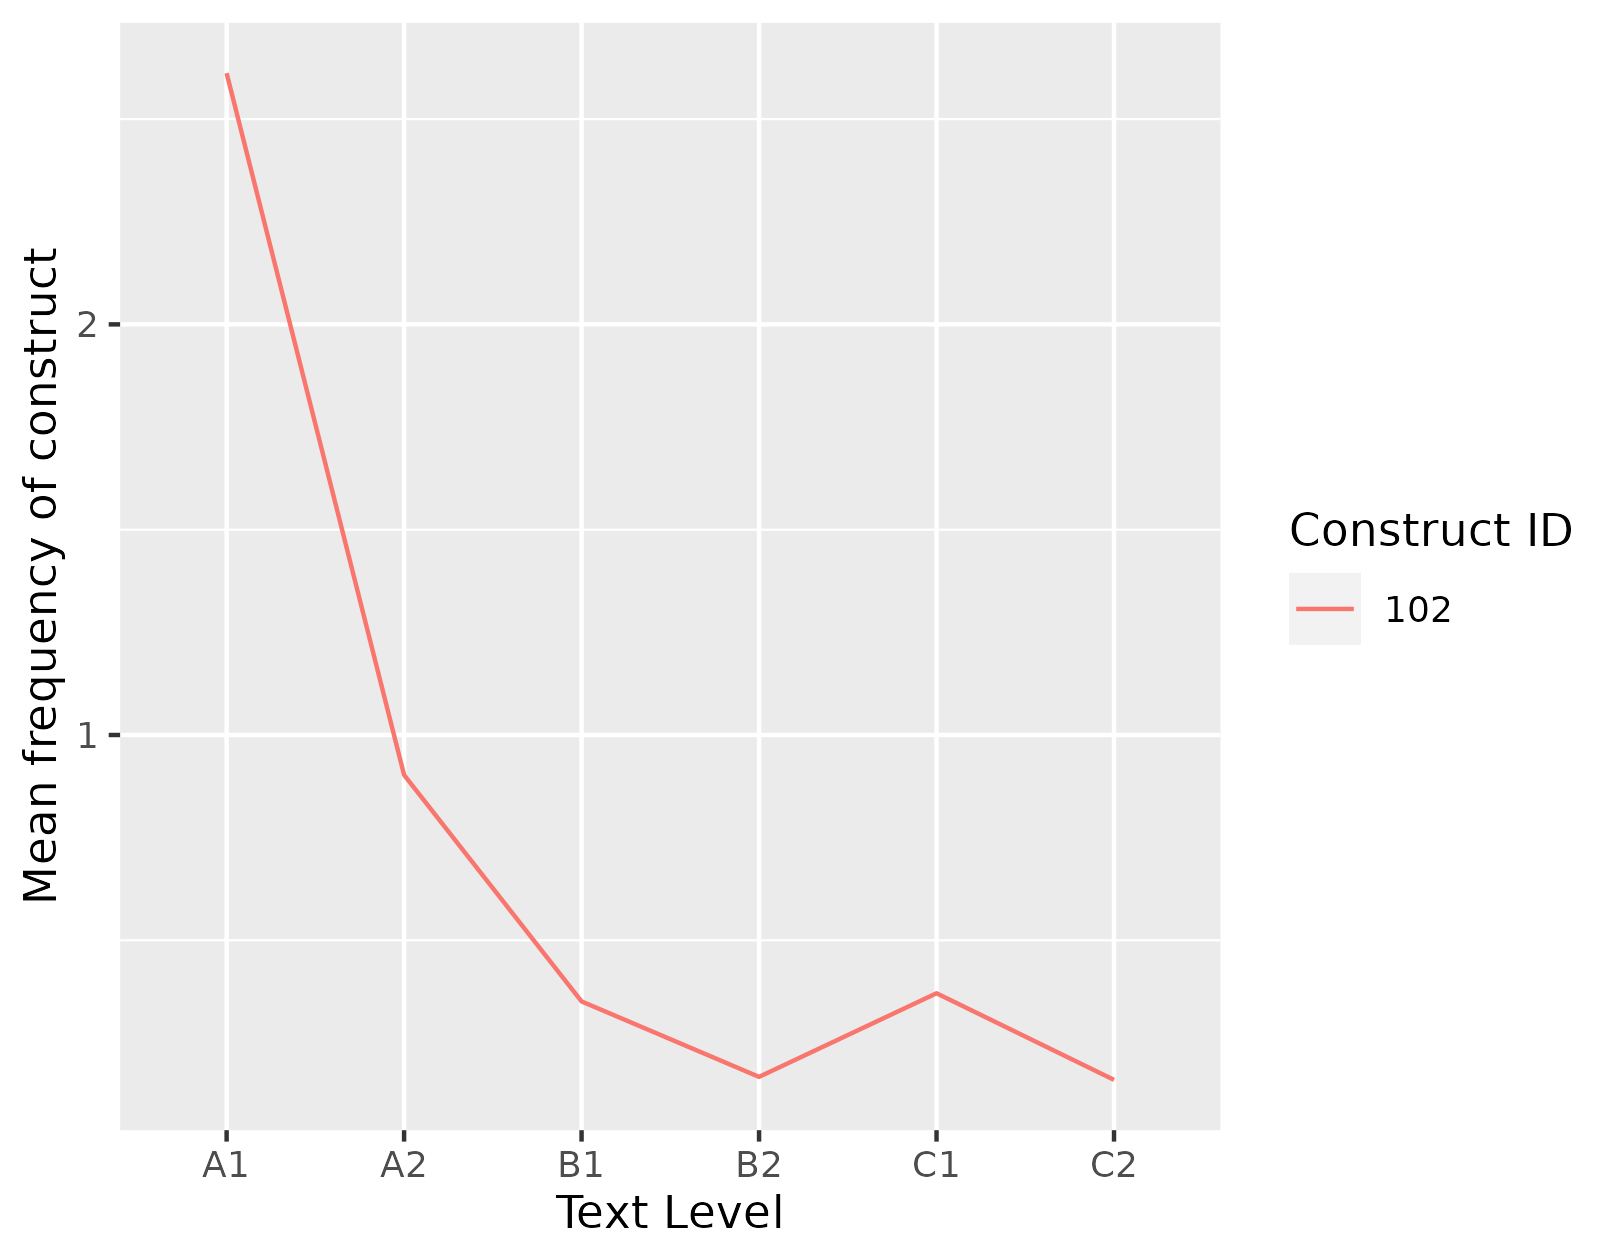 Mean frequency of construct
2
1
A1 A2 B1 B2 C1 C2
Text Level
Construct ID
102